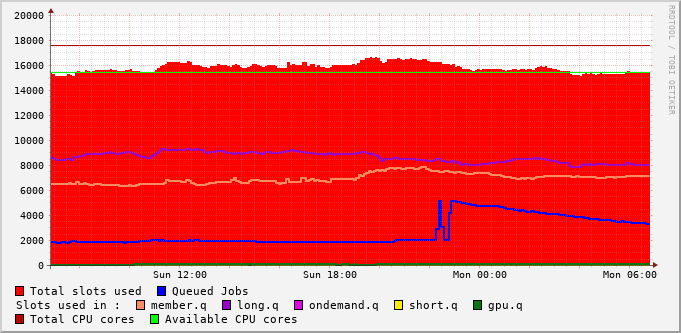 20000
18000
16000
14000
12000
10000
8000
6000
4000
2000
0
Sun 12:00 Sun 18:00 Mon 00:00 Mon 06:00
Total slots used Queued Jobs
Slots used in : member.q long.q ondemand.q short.q gpu.q
Total CPU cores Available CPU cores
RRDTOOL / TOBI OETIKER